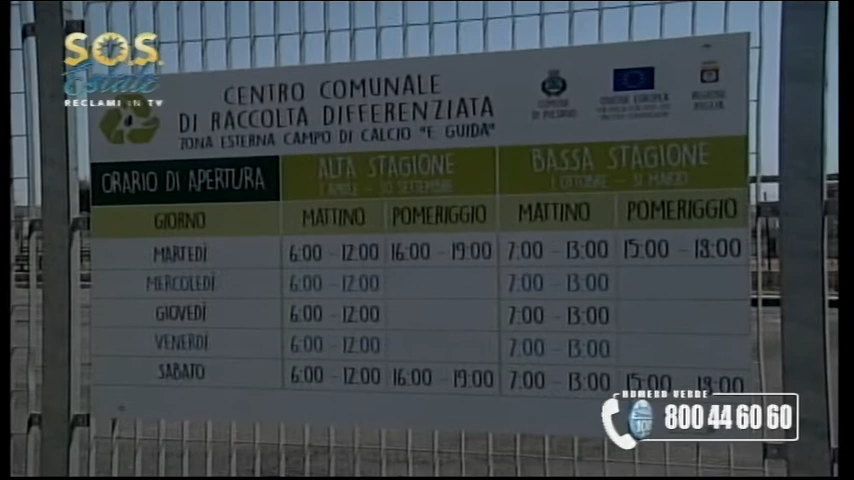 S.O.S.
Estate
RECLAMI IN TV
CENTRO COMUNALE
DI RACCOLTA DIFFERENZIATA
ZONA ESTERNA CAMPO DI CALCIO "E. GUIDA"
COMUNE
UNIONE EUROPEA
REGIONE
PUGLIA
ORARIO DI APERTURA ALTA STAGIONE BASSA STAGIONE
1 APRILE - 30 SETTEMBRE 1 OTTOBRE - 31 MARZO
GIORNO MATTINO POMERIGGIO MATTINO POMERIGGIO
MARTEDÌ 6:00 - 12:00 16:00 - 19:00 7:00 - 13:00 15:00 - 18:00
MERCOLEDÌ 6:00 - 12:00 7:00 - 13:00
GIOVEDÌ 6:00 - 12:00 7:00 - 13:00
VENERDÌ 6:00 - 12:00 7:00 - 13:00
SABATO 6:00 - 12:00 16:00 - 19:00 7:00 - 13:00 15:00 - 18:00
NUMERO VERDE
800 44 60 60